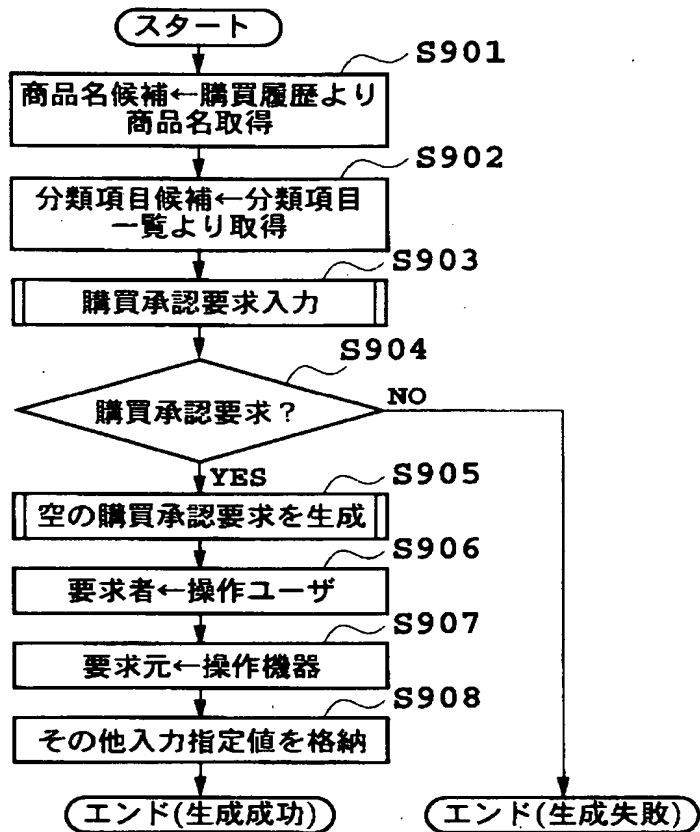 スタート
S901
商品名候補←購買履歴より
商品名取得
S902
分類項目候補←分類項目
一覧より取得
S903
購買承認要求入力
S904
購買承認要求？
NO
YES
S905
空の購買承認要求を生成
S906
要求者←操作ユーザ
S907
要求元←操作機器
S908
その他入力指定値を格納
エンド(生成成功)
エンド(生成失敗)